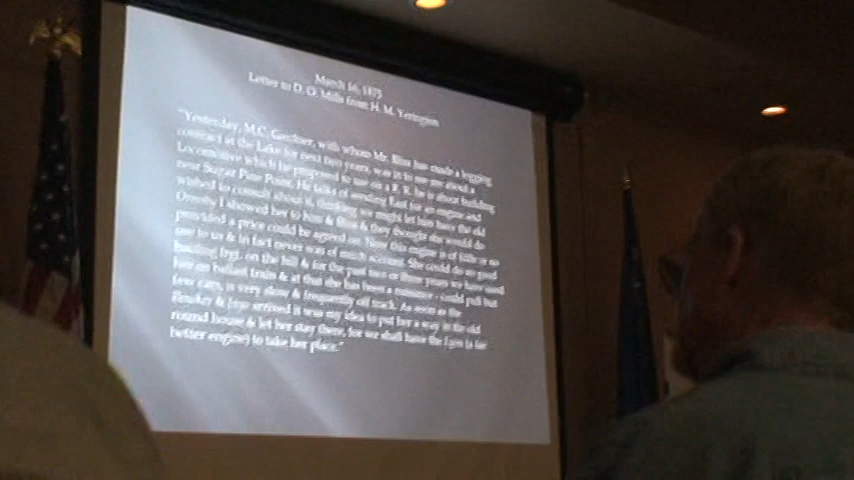 March 16, 1875
Letter to D. O. Mills from H. M. Yerington
"Yesterday, M.C. Gardner, with whom Mr. Bliss has made a logging
contract at the Lake for next two years, was in to see me about a
Locomotive which he proposed to use on a R. R. he is about building
near Sugar Pine Point. He talks of sending East for an engine and
wished to consult about it, thinking we might let him have the old
Ormsby I showed her to him & Bliss & they thought she would do
provided a price could be agreed on. Now this engine is of little or no
use to us & in fact never was of much account. She could do no good
hauling frgt. on the hill & for the past two or three years we have used
her on ballast trains & at that she has been a nuisance - could pull but
few cars, is very slow & frequently off track. As soon as the
arrived it was my idea to put her a way in the old
round house & let her stay there, for we shall have the Lyon (a far
better engine) to take her place."